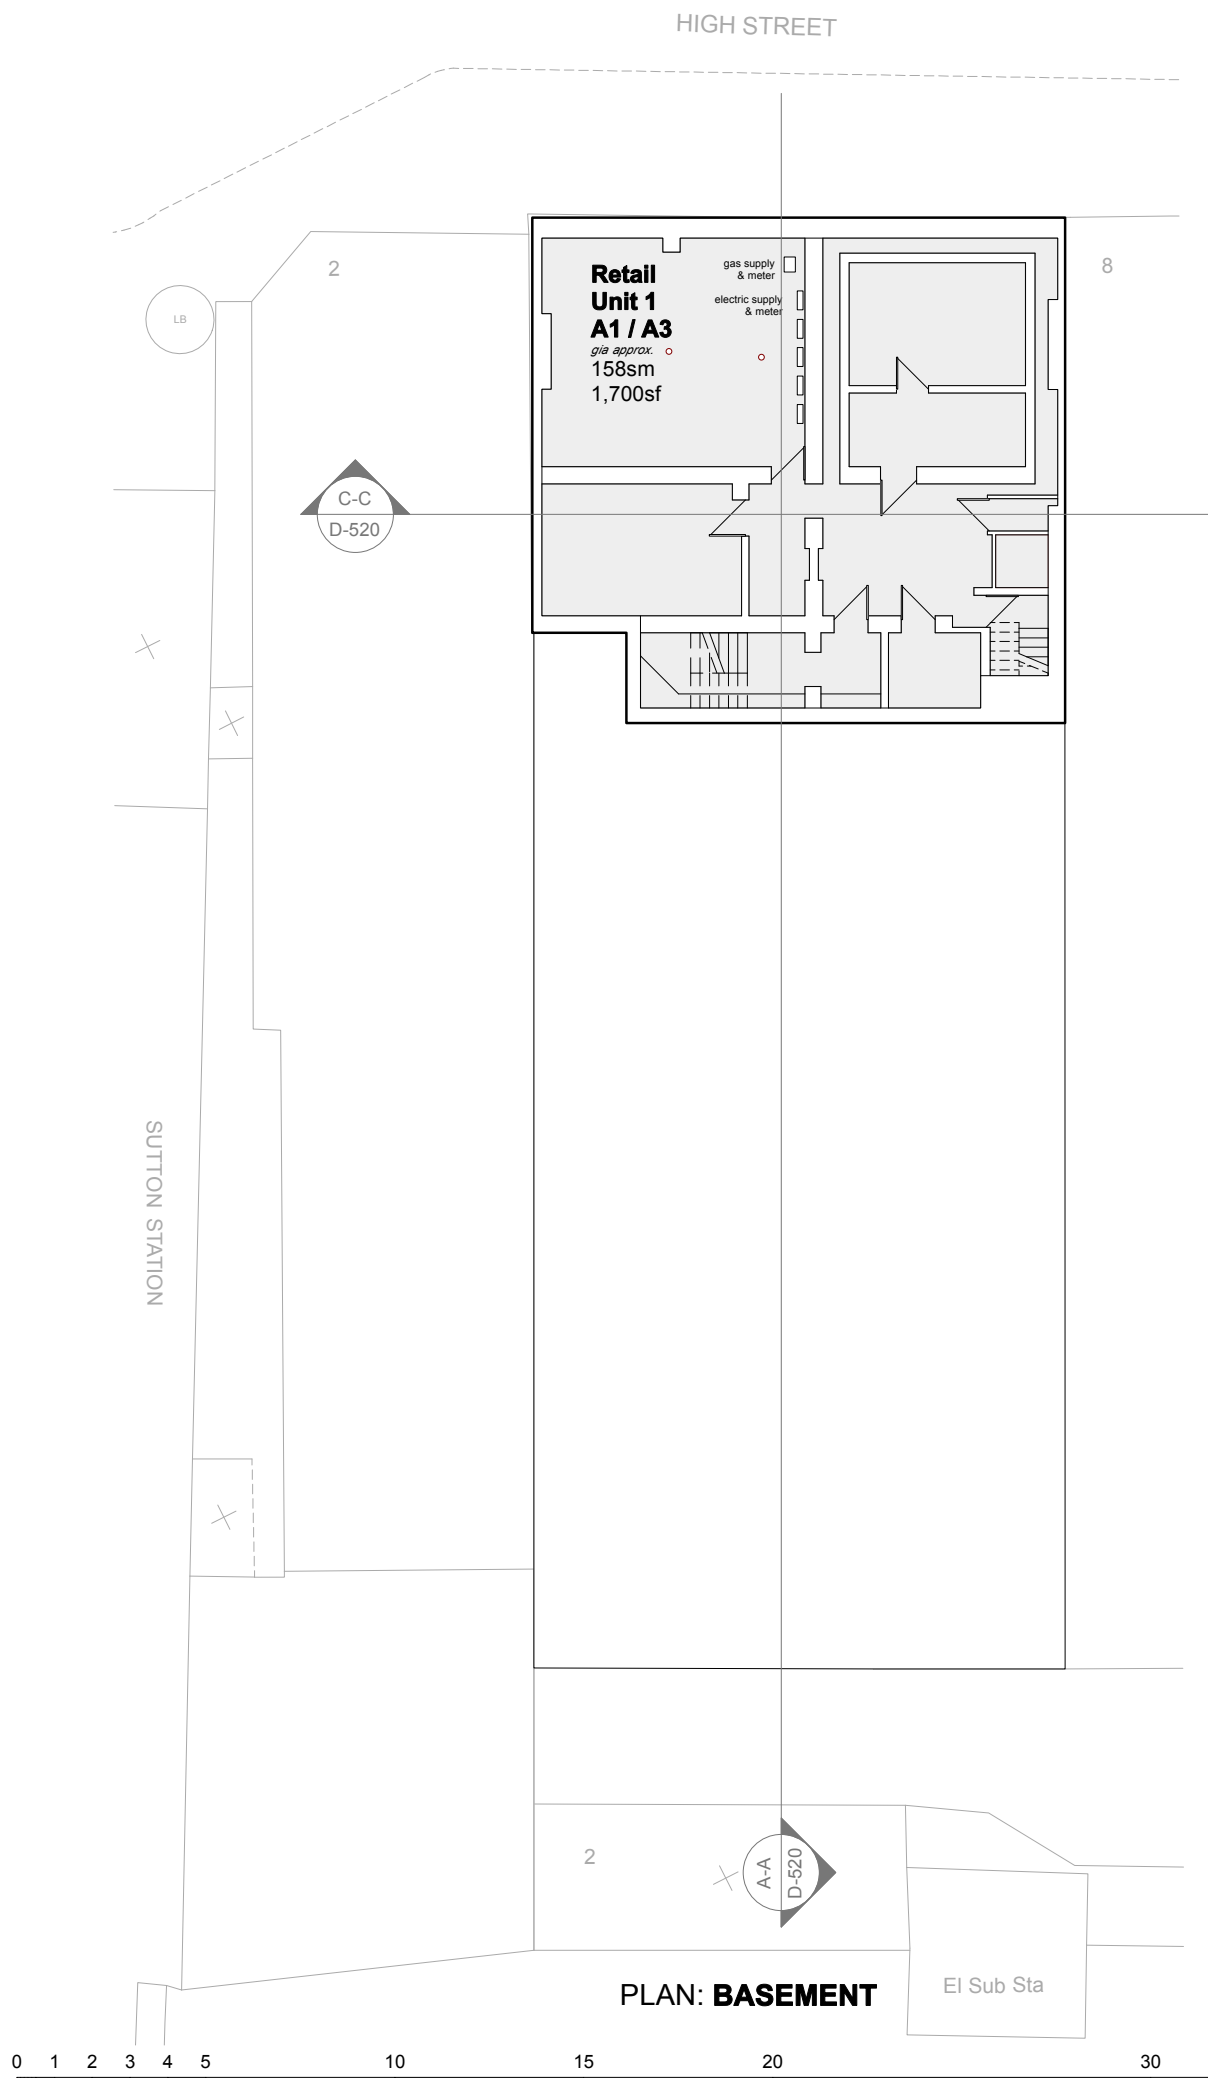 HIGH STREET
2
8
LB
Retail
Unit 1
A1 / A3
gia approx.
158sm
1,700sf
gas supply
& meter
electric supply
& meter
C-C
D-520
SUTTON STATION
2
A-A
D-520
El Sub Sta
PLAN: BASEMENT
0 1 2 3 4 5 10 15 20 30